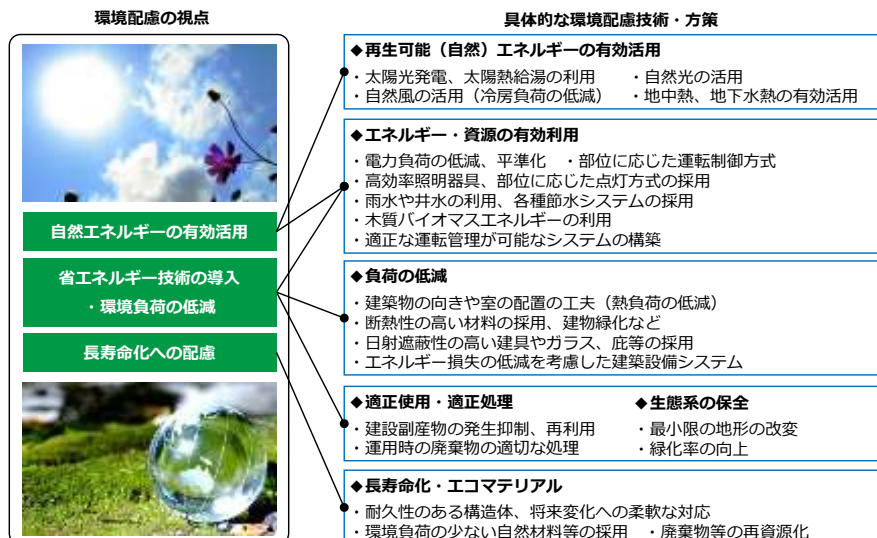 環境配慮の視点
自然エネルギーの有効活用
省エネルギー技術の導入
・環境負荷の低減
長寿命化への配慮
具体的な環境配慮技術・方策
◆再生可能（自然）エネルギーの有効活用
・太陽光発電、太陽熱給湯の利用　・自然光の活用
・自然風の活用（冷房負荷の低減）　・地中熱、地下水熱の有効活用
◆エネルギー・資源の有効利用
・電力負荷の低減、平準化　・部位に応じた運転制御方式
・高効率照明器具、部位に応じた点灯方式の採用
・雨水や井水の利用、各種節水システムの採用
・木質バイオマスエネルギーの利用
・適正な運転管理が可能なシステムの構築
◆負荷の低減
・建築物の向きや室の配置の工夫（熱負荷の低減）
・断熱性の高い材料の採用、建物緑化など
・日射遮蔽性の高い建具やガラス、庇等の採用
・エネルギー損失の低減を考慮した建築設備システム
◆適正使用・適正処理
・建設副産物の発生抑制、再利用
・運用時の廃棄物の適切な処理
◆生態系の保全
・最小限の地形の改変
・緑化率の向上
◆長寿命化・エコマテリアル
・耐久性のある構造体、将来変化への柔軟な対応
・環境負荷の少ない自然材料等の採用　・廃棄物等の再資源化